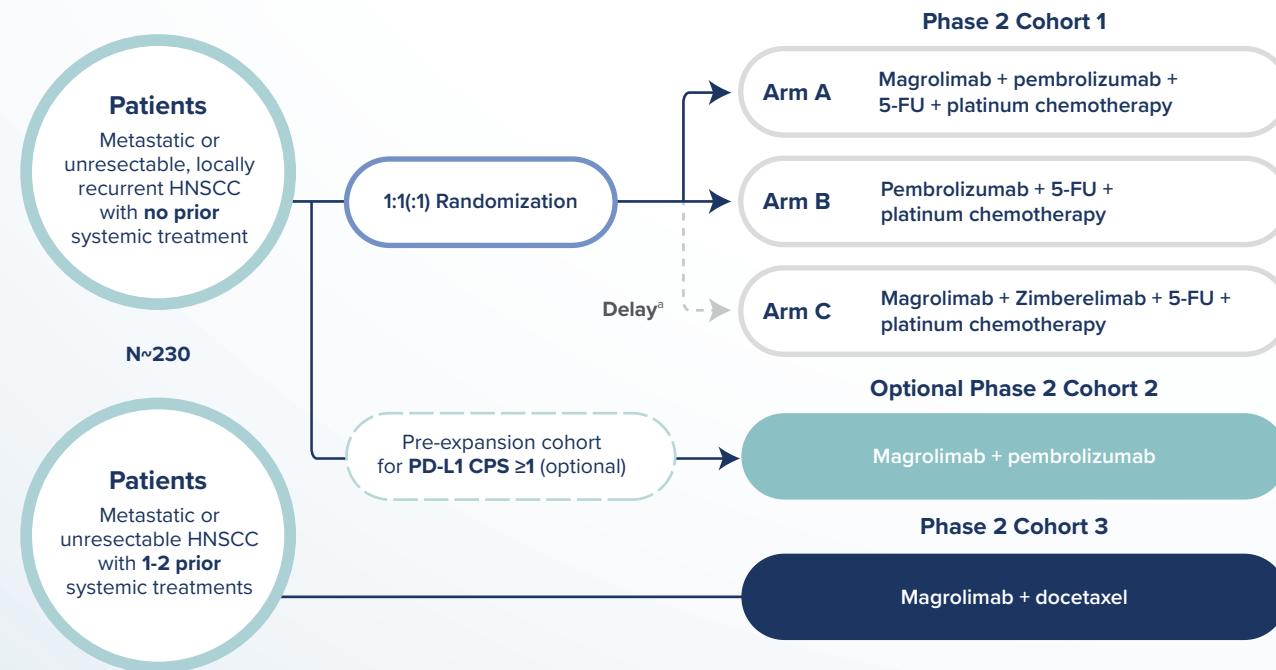 Patients
Metastatic or
unresectable, locally
recurrent HNSCC
with no prior
systemic treatment
N~230
Patients
Metastatic or
unresectable HNSCC
with 1-2 prior
systemic treatments
1:1(:1) Randomization
Delayᵃ
Pre-expansion cohort
for PD-L1 CPS ≥1 (optional)
Phase 2 Cohort 1
Arm A
Magrolimab + pembrolizumab +
5-FU + platinum chemotherapy
Arm B
Pembrolizumab + 5-FU +
platinum chemotherapy
Arm C
Magrolimab + Zimberelimab + 5-FU +
platinum chemotherapy
Optional Phase 2 Cohort 2
Magrolimab + pembrolizumab
Phase 2 Cohort 3
Magrolimab + docetaxel